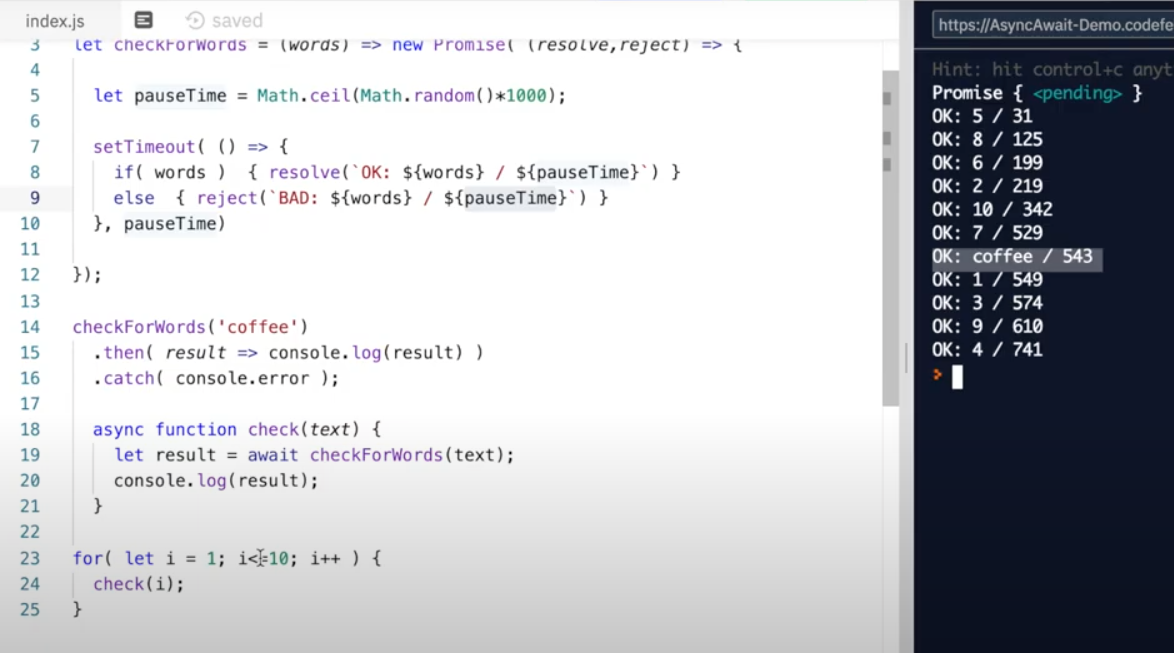 index.js
saved
3 let checkForWords = (words) => new Promise( (resolve,reject) => {
4
5 let pauseTime = Math.ceil(Math.random()*1000);
6
7 setTimeout( () => {
8 if( words ) { resolve(`OK: ${words} / ${pauseTime}`) }
9 else { reject(`BAD: ${words} / ${pauseTime}`) }
10 }, pauseTime)
11
12 });
13
14 checkForWords('coffee')
15 .then( result => console.log(result) )
16 .catch( console.error );
17
18 async function check(text) {
19 let result = await checkForWords(text);
20 console.log(result);
21 }
22
23 for( let i = 1; i<=10; i++ ) {
24 check(i);
25 }
https://AsyncAwait-Demo.codefe
Hint: hit control+c anyt
Promise { <pending> }
OK: 5 / 31
OK: 8 / 125
OK: 6 / 199
OK: 2 / 219
OK: 10 / 342
OK: 7 / 529
OK: coffee / 543
OK: 1 / 549
OK: 3 / 574
OK: 9 / 610
OK: 4 / 741
>